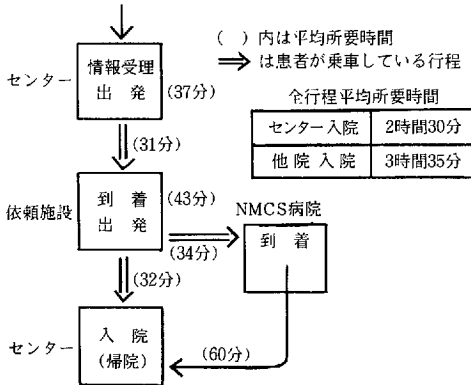 ( )内は平均所要時間
⇒ は患者が乗車している行程
センター
情報受理
出 発
(37分)
全行程平均所要時間
センター入院 2時間30分
他院入院 3時間35分
(31分)
依頼施設
到 着
出 発
(43分)
(34分)
NMCS病院
到 着
(32分)
センター
入 院
(帰院)
(60分)